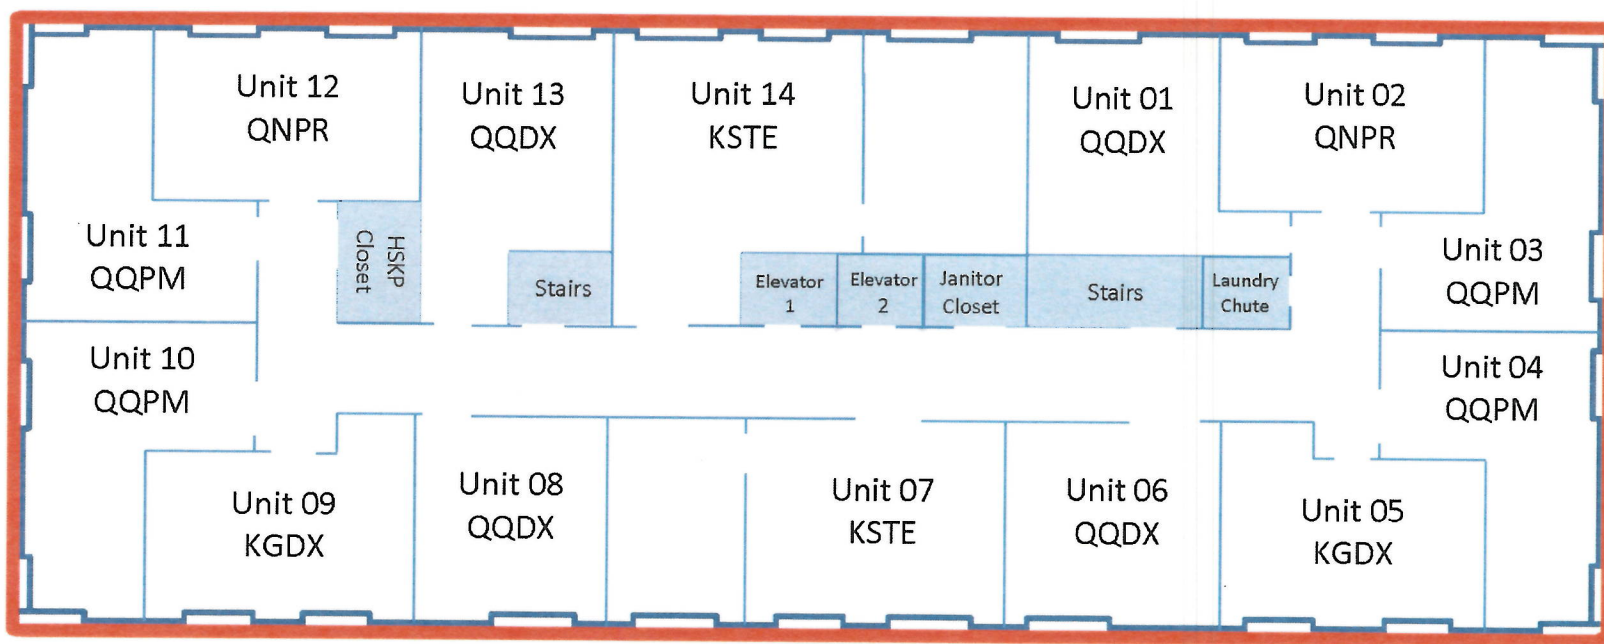 Unit 12
QNPR
Unit 13
QQDX
Unit 14
KSTE
Unit 01
QQDX
Unit 02
QNPR
Unit 11
QQPM
HSKP
Closet
Stairs
Elevator
1
Elevator
2
Janitor
Closet
Stairs
Laundry
Chute
Unit 03
QQPM
Unit 10
QQPM
Unit 04
QQPM
Unit 09
KGDX
Unit 08
QQDX
Unit 07
KSTE
Unit 06
QQDX
Unit 05
KGDX